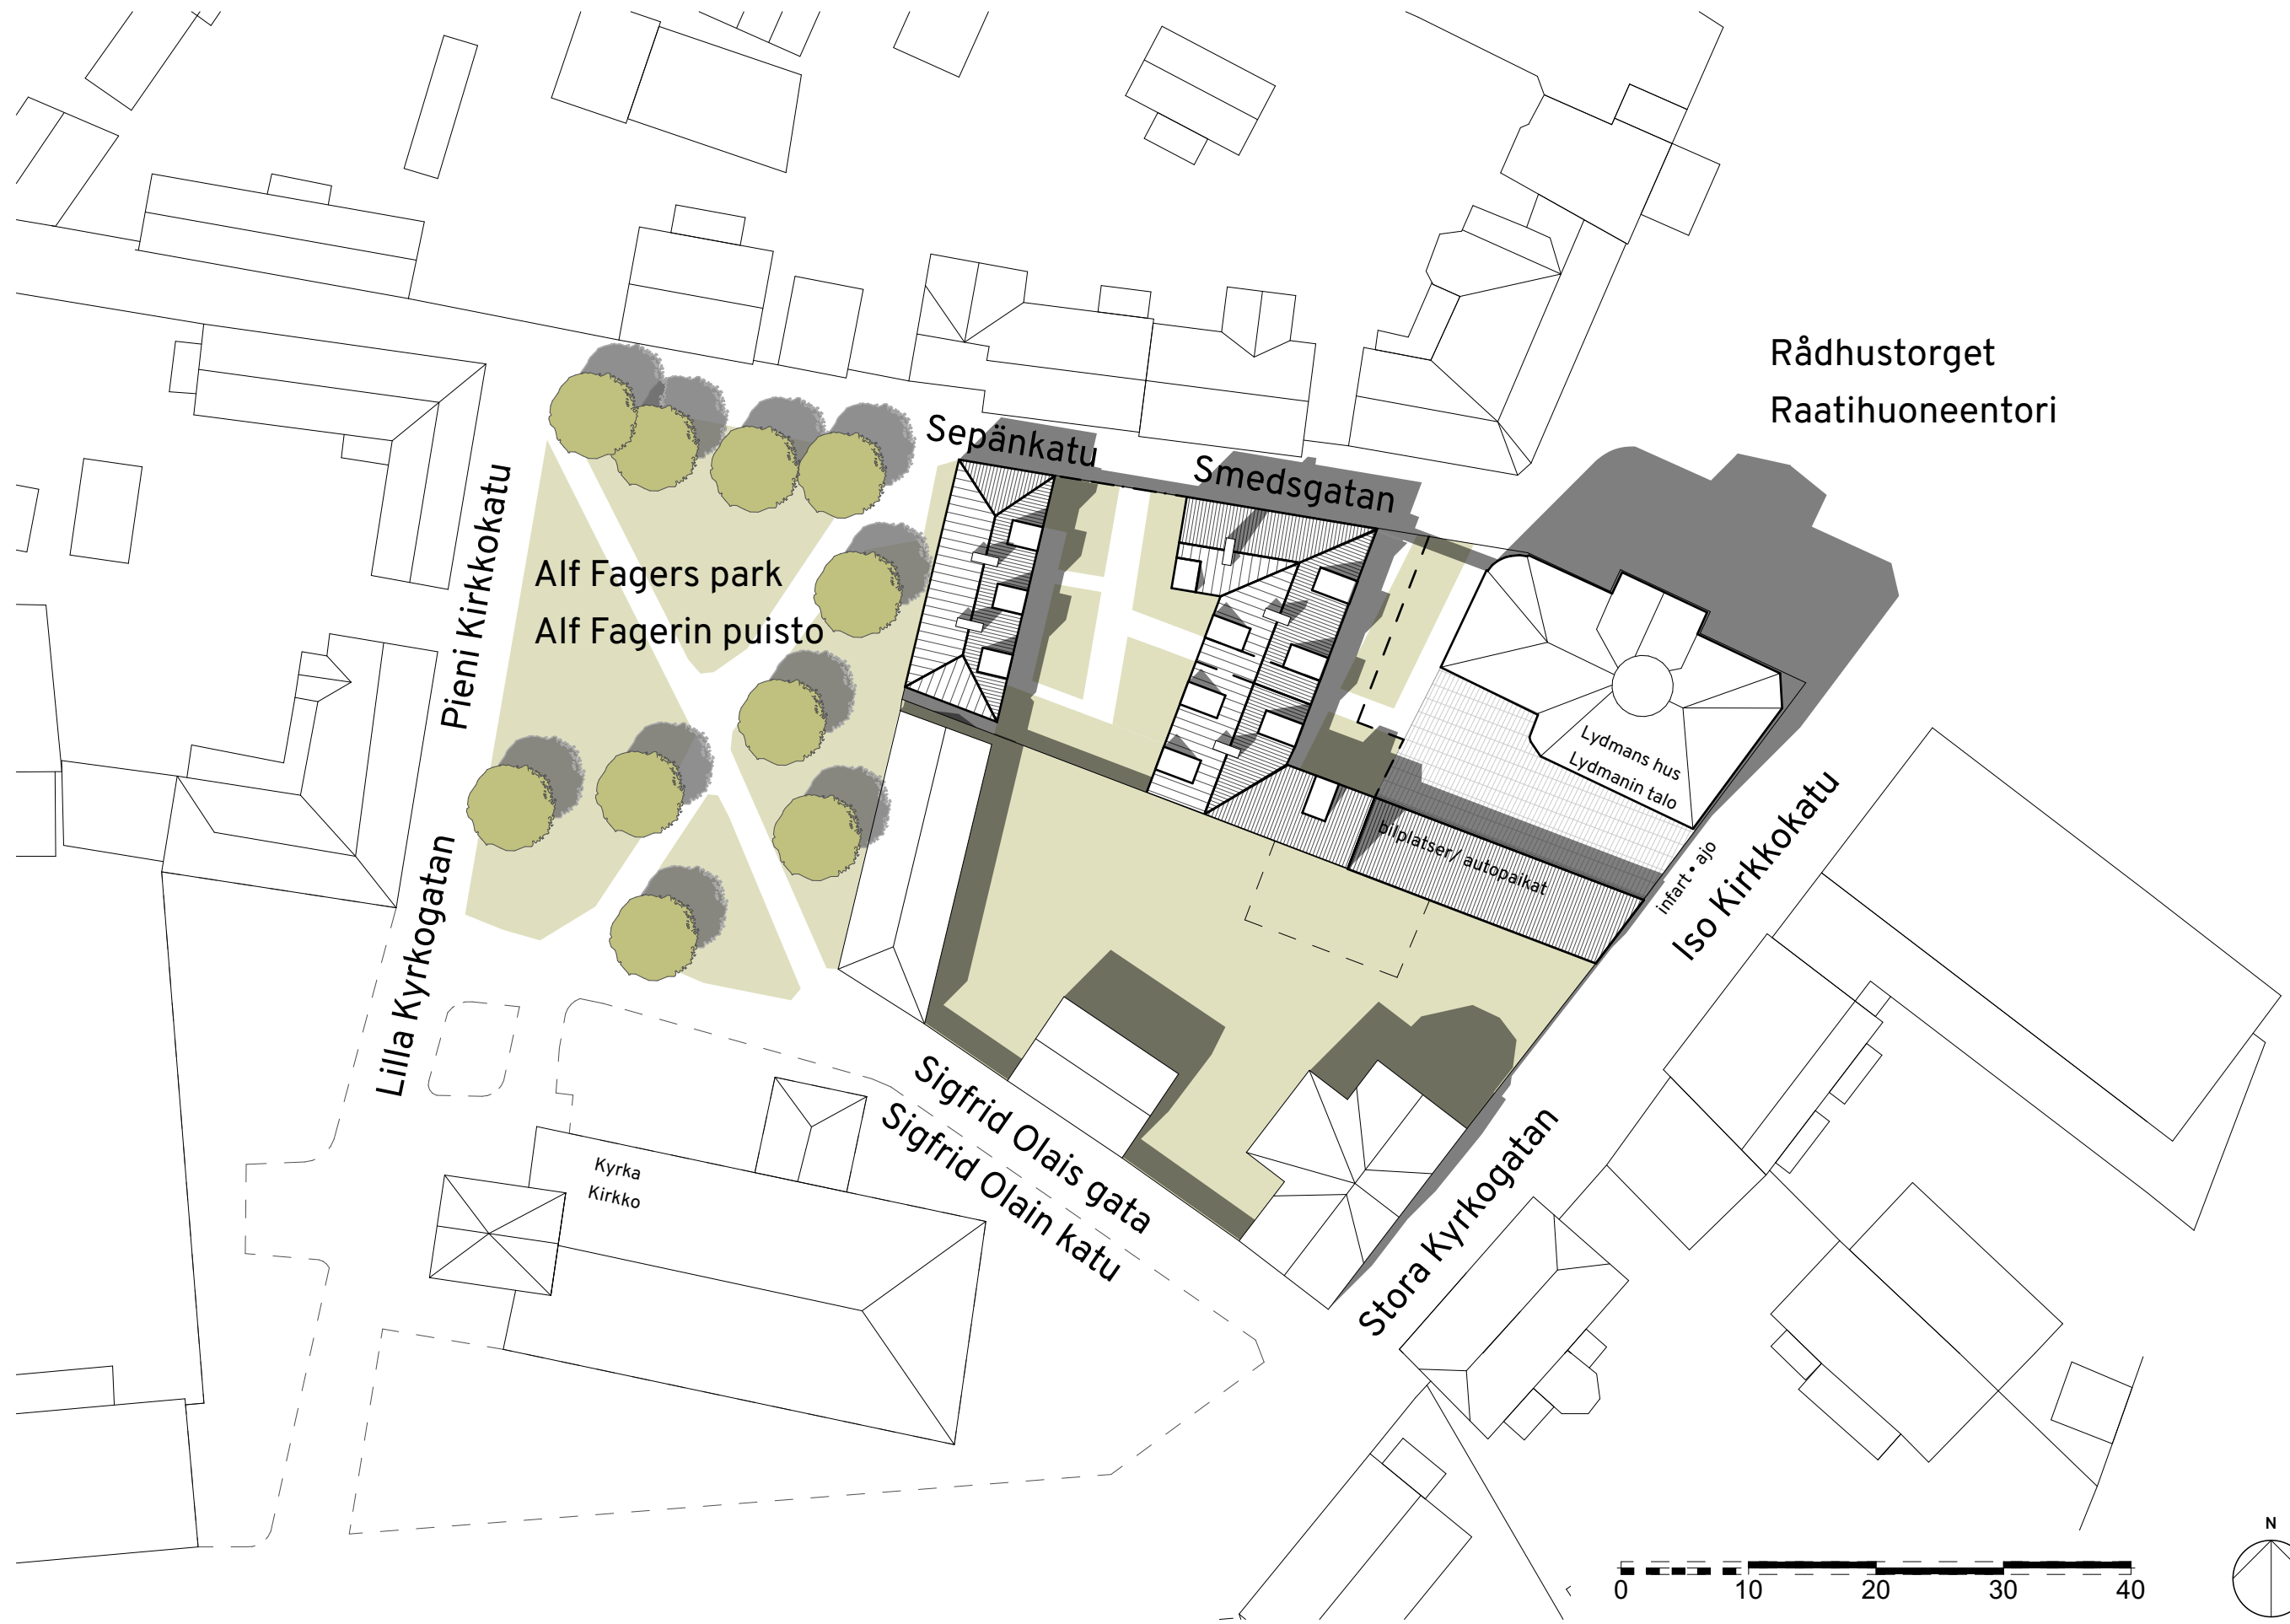 Rådhustorget
Raatihuoneentori
Sepänkatu
Smedsgatan
Pieni Kirkkokatu
Alf Fagers park
Alf Fagerin puisto
Lydmans hus
Lydmanin talo
bilplatser/ autopaikat
infart • ajo
Iso Kirkkokatu
Lilla Kyrkogatan
Sigfrid Olais gata
Sigfrid Olain katu
Stora Kyrkogatan
Kyrka
Kirkko
N
0 10 20 30 40